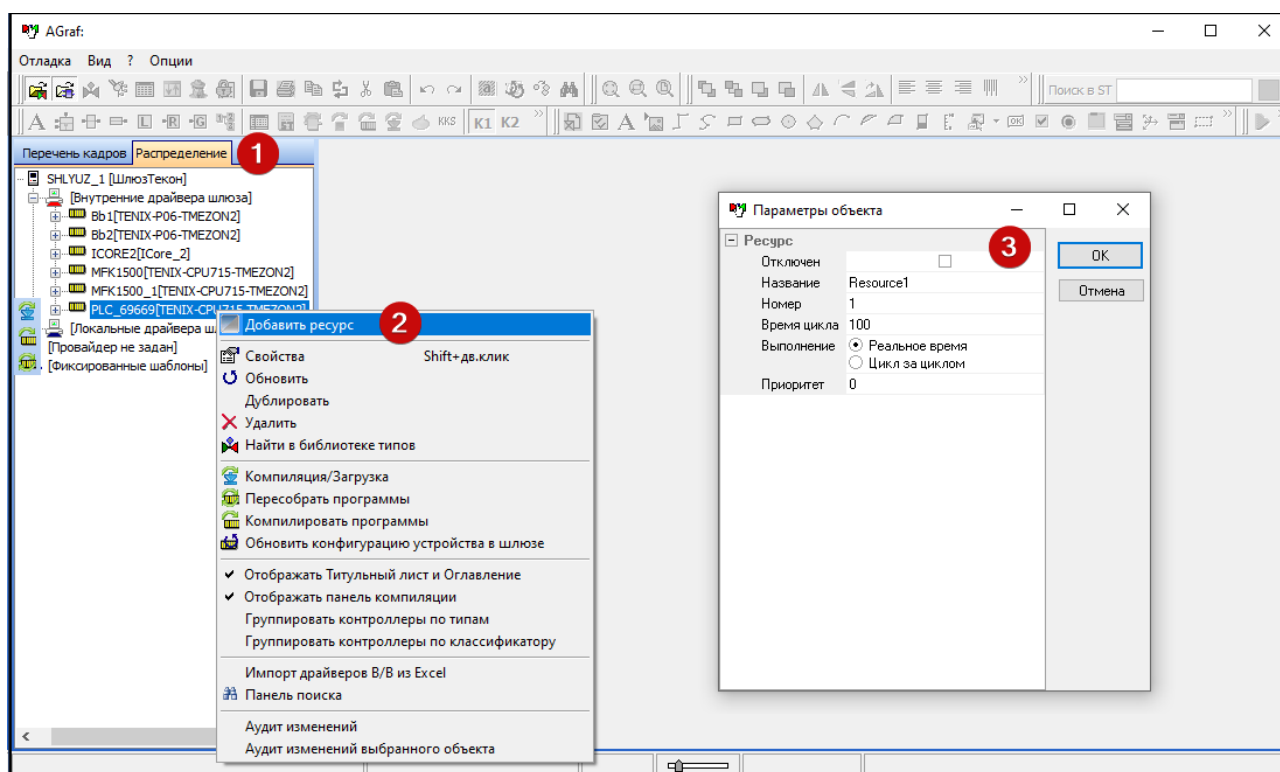 AGraf:
Отладка Вид ? Опции
Поиск в ST
KKS K1 K2
Перечень кадров Распределение 1
SHLYUZ_1 [ШлюзТекон]
[Внутренние драйвера шлюза]
Bb1[TENIX-P06-TMEZON2]
Bb2[TENIX-P06-TMEZON2]
ICORE2[ICore_2]
MFK1500[TENIX-CPU715-TMEZON2]
MFK1500_1[TENIX-CPU715-TMEZON2]
PLC_69669[TENIX-CPU715-TMEZON2]
[Локальные драйвера ш
[Провайдер не задан]
[Фиксированные шаблоны]
Добавить ресурс 2
Свойства Shift+дв.клик
Обновить
Дублировать
Удалить
Найти в библиотеке типов
Компиляция/Загрузка
Пересобрать программы
Компилировать программы
Обновить конфигурацию устройства в шлюзе
Отображать Титульный лист и Оглавление
Отображать панель компиляции
Группировать контроллеры по типам
Группировать контроллеры по классификатору
Импорт драйверов В/В из Excel
Панель поиска
Аудит изменений
Аудит изменений выбранного объекта
Параметры объекта
3
Ресурс
Отключен
Название Resource1
Номер 1
Время цикла 100
Выполнение Реальное время
Цикл за циклом
Приоритет 0
OK
Отмена